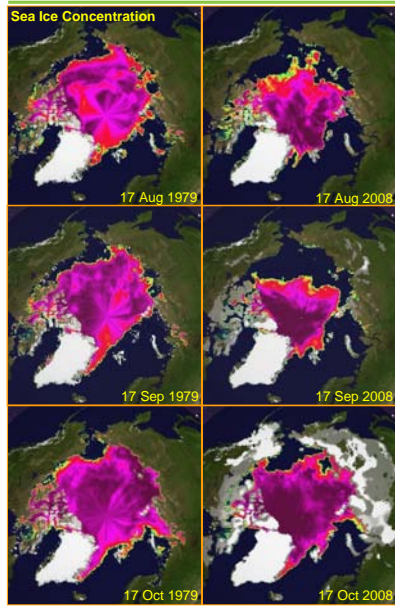 Sea Ice Concentration
17 Aug 1979
17 Aug 2008
17 Sep 1979
17 Sep 2008
17 Oct 1979
17 Oct 2008